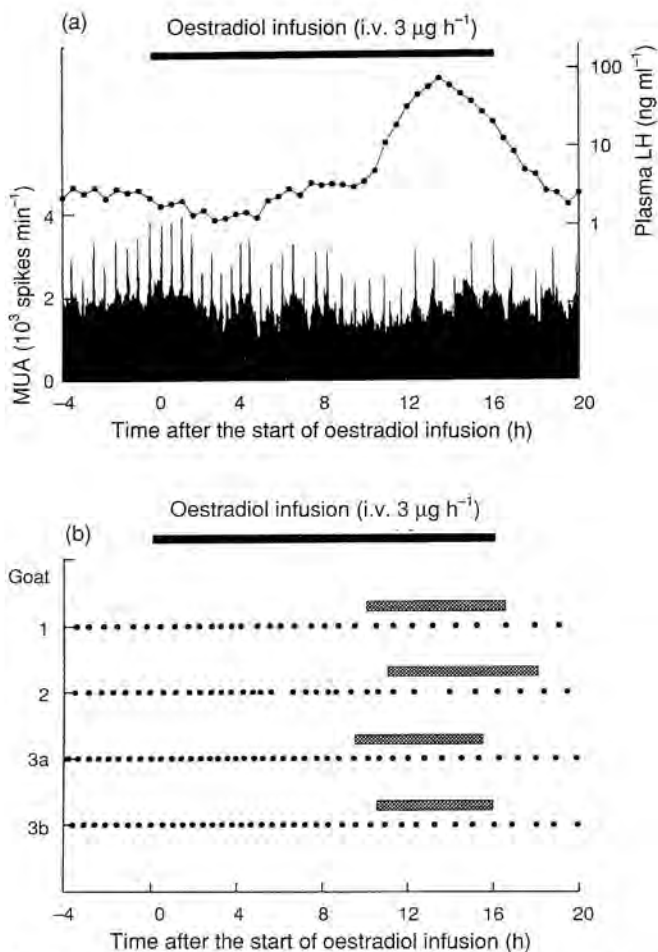 (a)
Oestradiol infusion (i.v. 3 µg h⁻¹)
100
10
1
Plasma LH (ng ml⁻¹)
4
2
0
MUA (10³ spikes min⁻¹)
−4 0 4 8 12 16 20
Time after the start of oestradiol infusion (h)
Oestradiol infusion (i.v. 3 µg h⁻¹)
(b)
Goat
1
2
3a
3b
−4 0 4 8 12 16 20
Time after the start of oestradiol infusion (h)